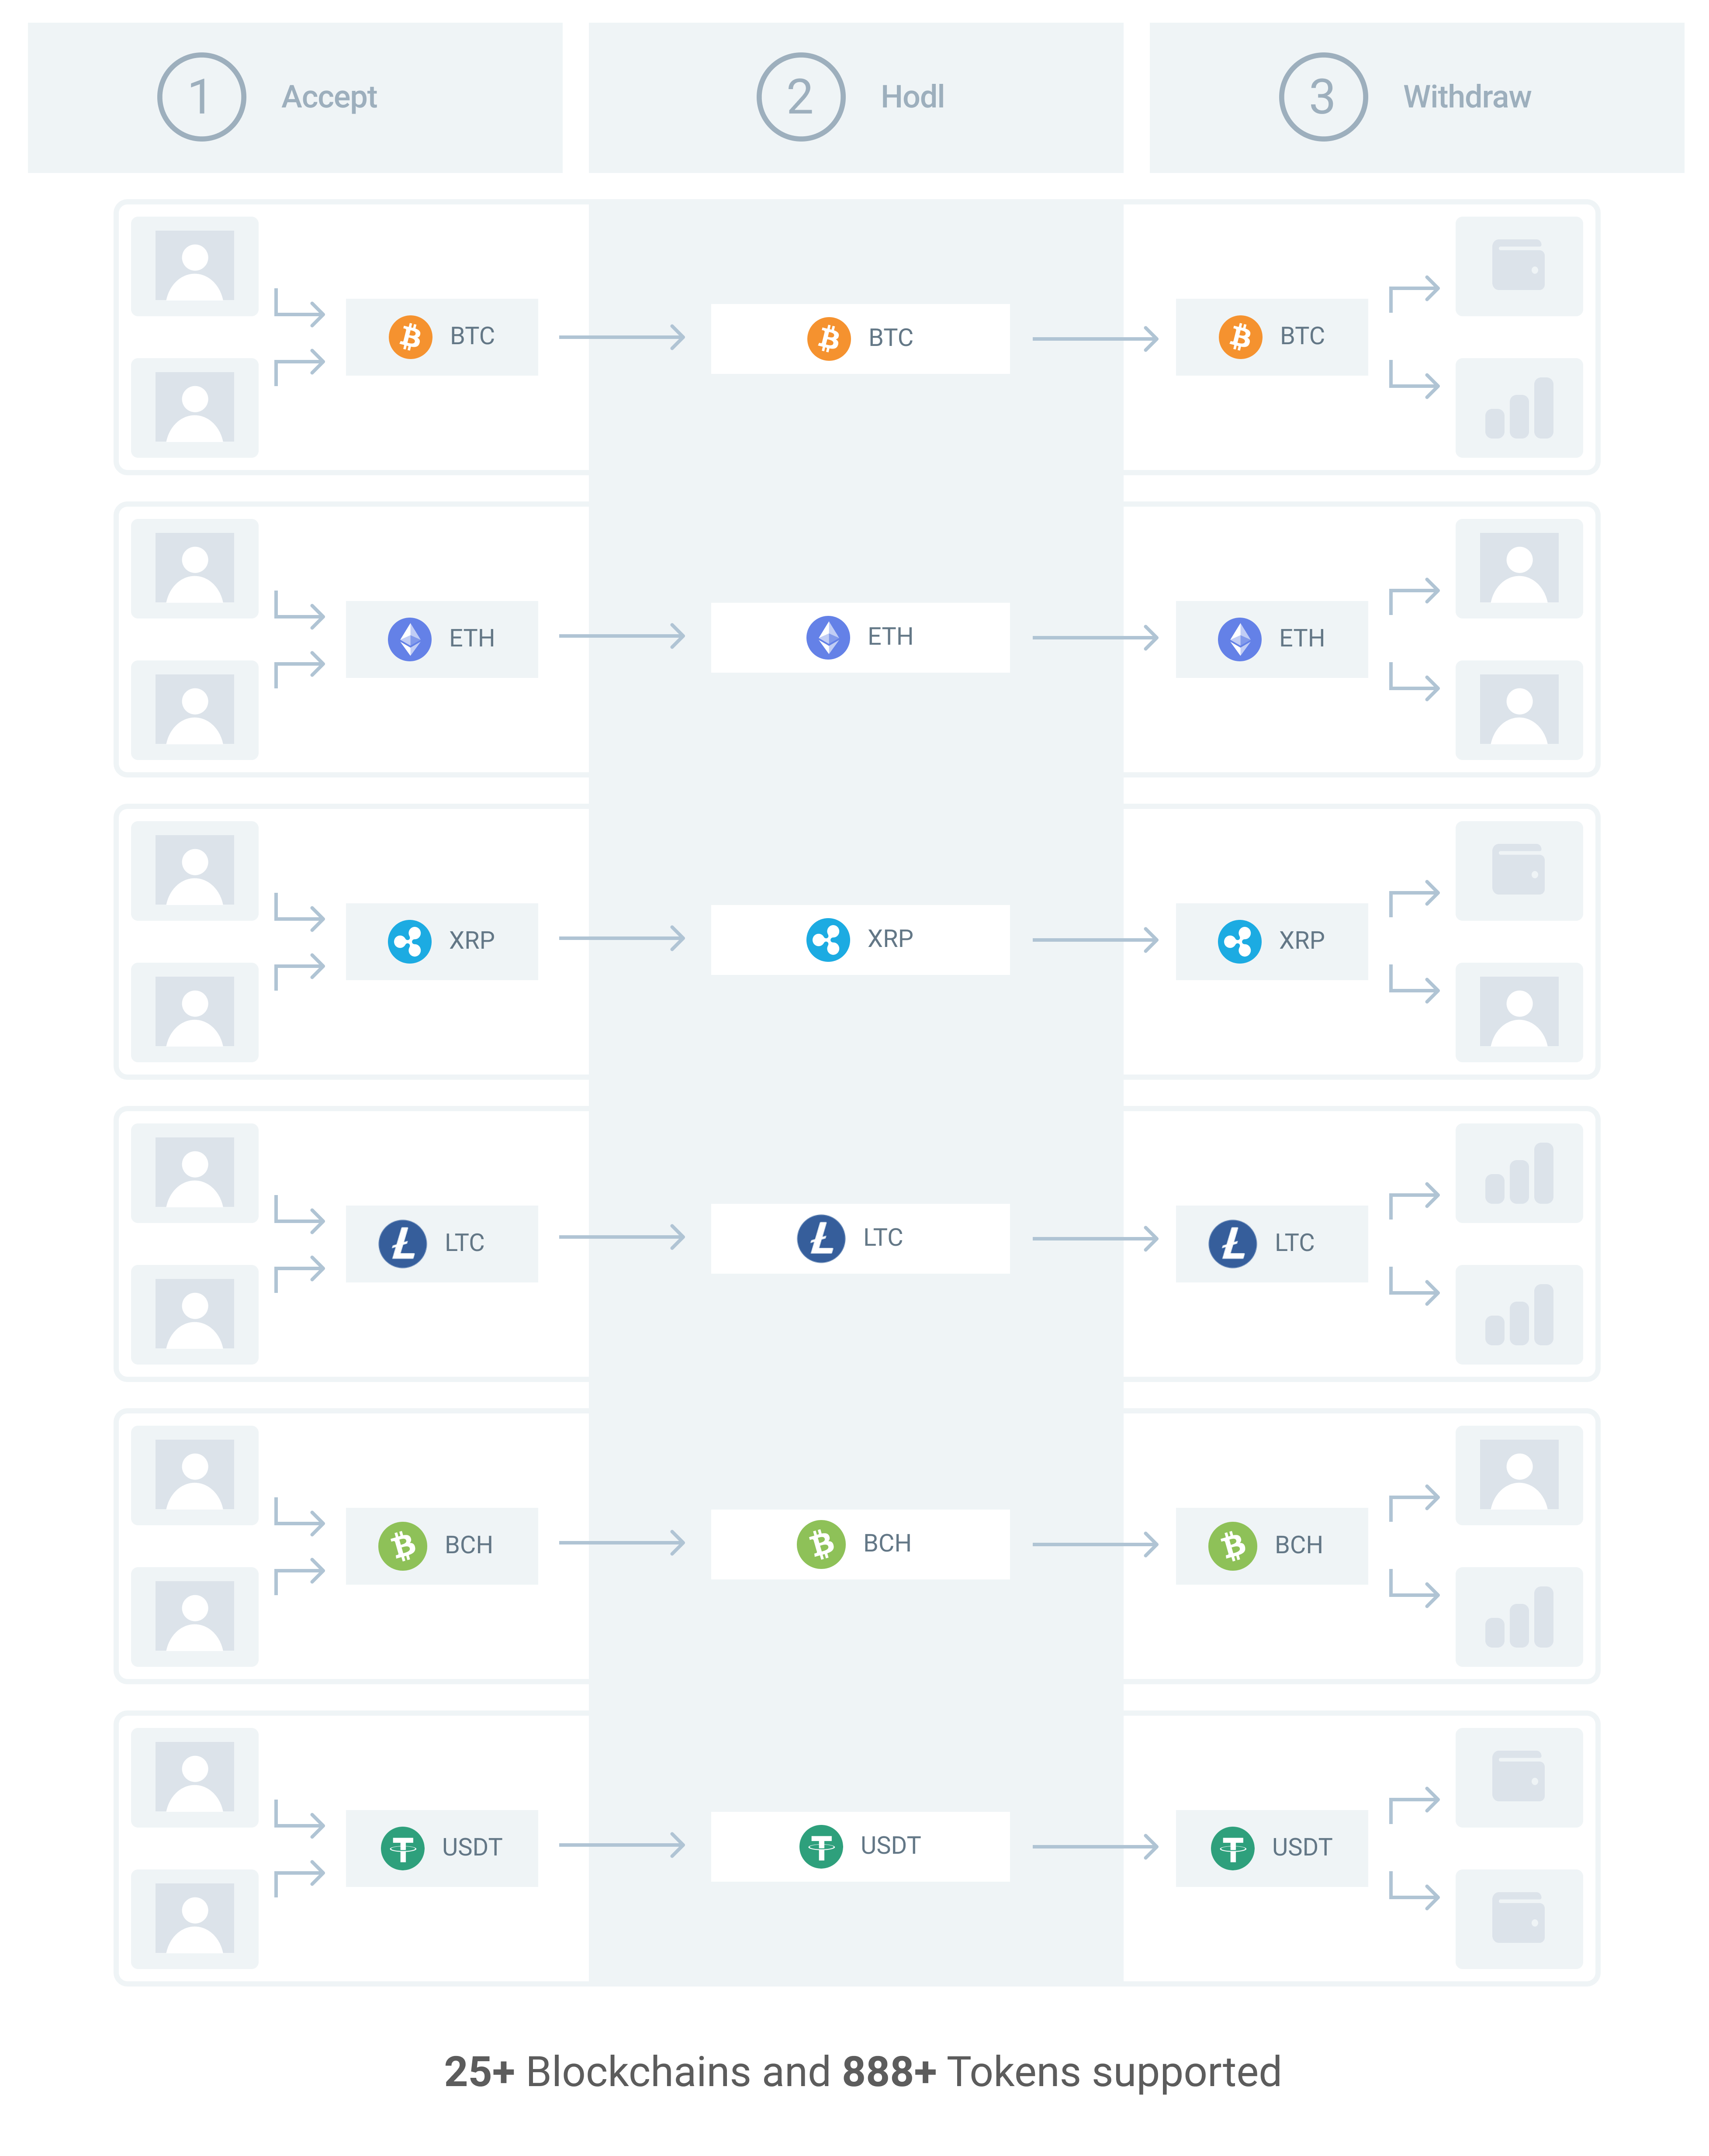 1 Accept
2 Hodl
3 Withdraw
BTC
BTC
BTC
ETH
ETH
ETH
XRP
XRP
XRP
LTC
LTC
LTC
BCH
BCH
BCH
USDT
USDT
USDT
25+ Blockchains and 888+ Tokens supported